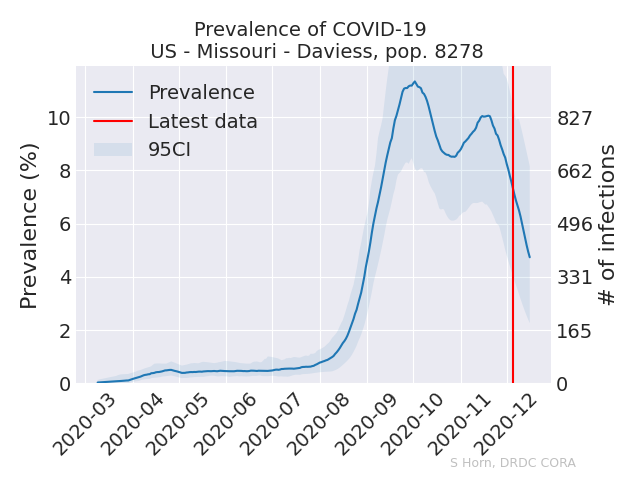 Prevalence of COVID-19
US - Missouri - Daviess, pop. 8278
Prevalence
Latest data
95CI
Prevalence (%)
10
8
6
4
2
0
827
662
496
331
165
0
# of infections
2020-03
2020-04
2020-05
2020-06
2020-07
2020-08
2020-09
2020-10
2020-11
2020-12
S Horn, DRDC CORA